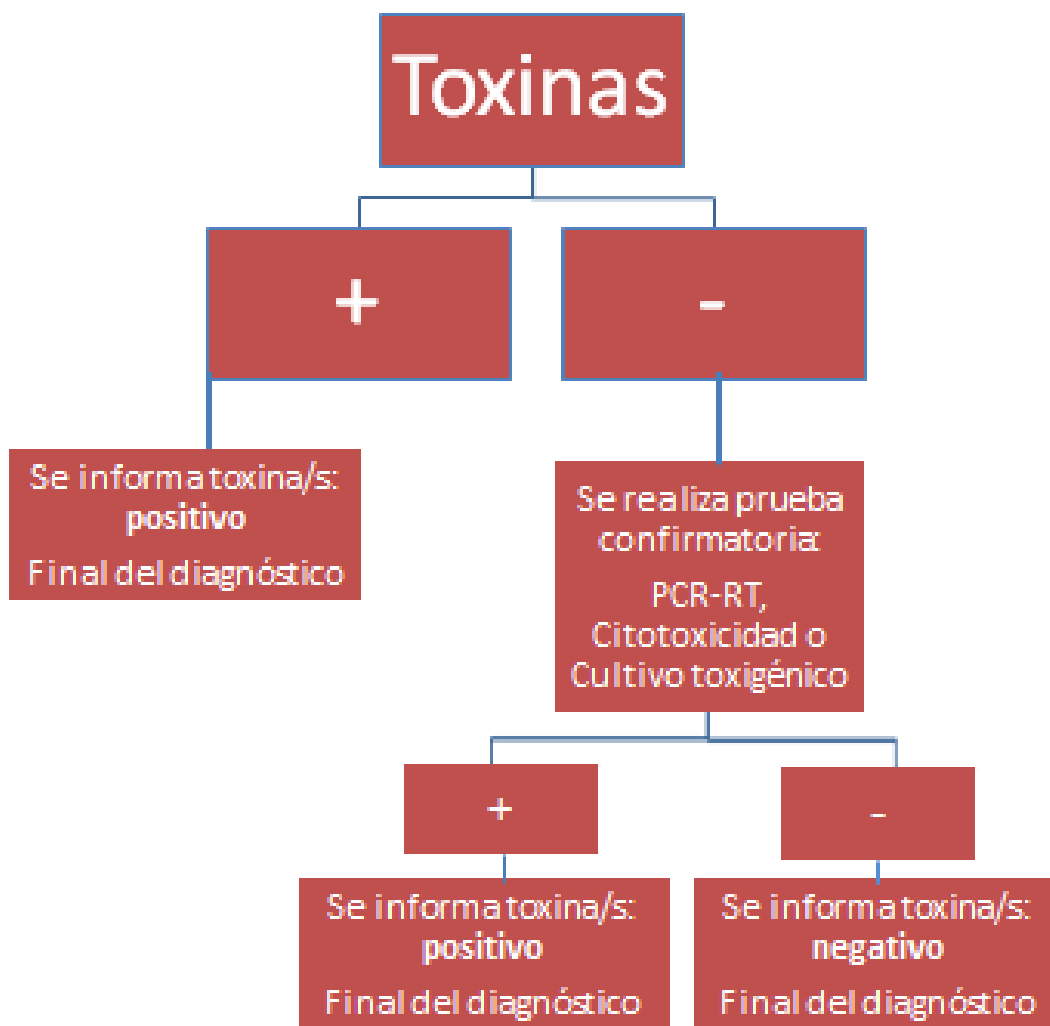 Toxinas
+
-
Se informa toxina/s:
positivo
Final del diagnóstico
Se realiza prueba
confirmatoria:
PCR-RT,
Citotoxicidad o
Cultivo toxigénico
+
-
Se informa toxina/s:
positivo
Final del diagnóstico
Se informa toxina/s:
negativo
Final del diagnóstico